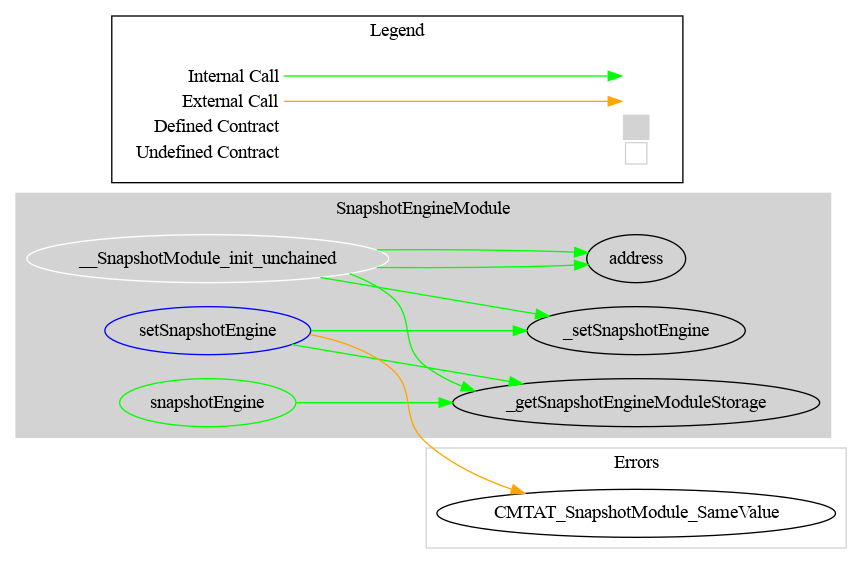 Legend
Internal Call
External Call
Defined Contract
Undefined Contract
SnapshotEngineModule
__SnapshotModule_init_unchained
address
setSnapshotEngine
_setSnapshotEngine
snapshotEngine
_getSnapshotEngineModuleStorage
Errors
CMTAT_SnapshotModule_SameValue